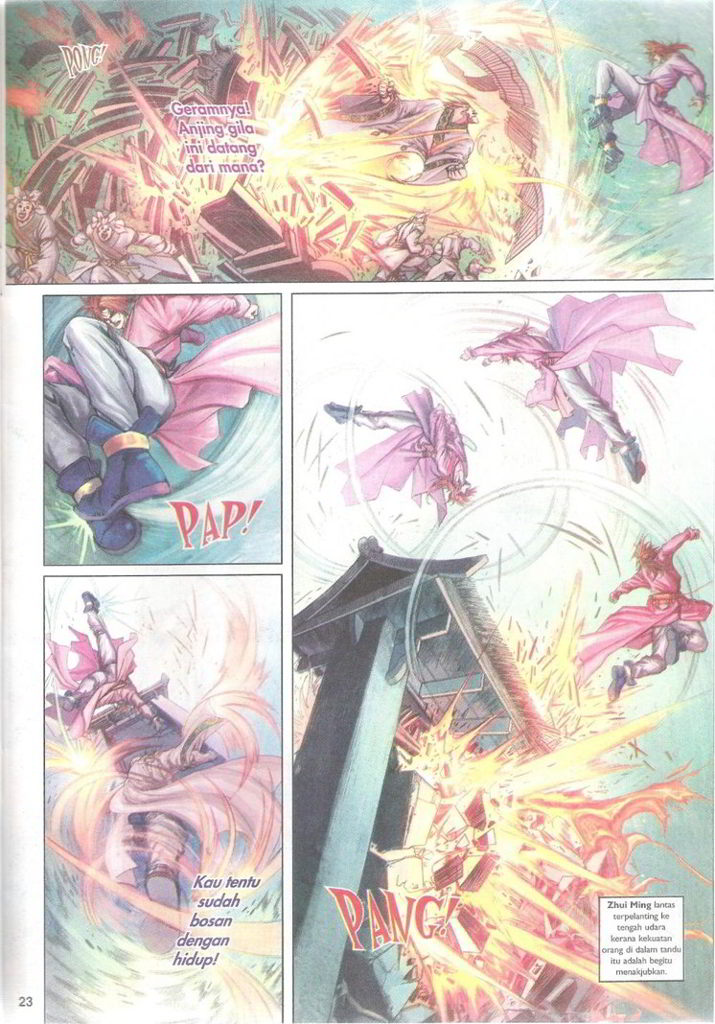 PONG!
Geramnya!
Anjing gila
ini datang
dari mana?
PAP!
Kau tentu
sudah
bosan
dengan
hidup!
PANG!
Zhui Ming lantas
terpelanting ke
tengah udara
kerana kekuatan
orang di dalam tandu
itu adalah begitu
menakjubkan.
23